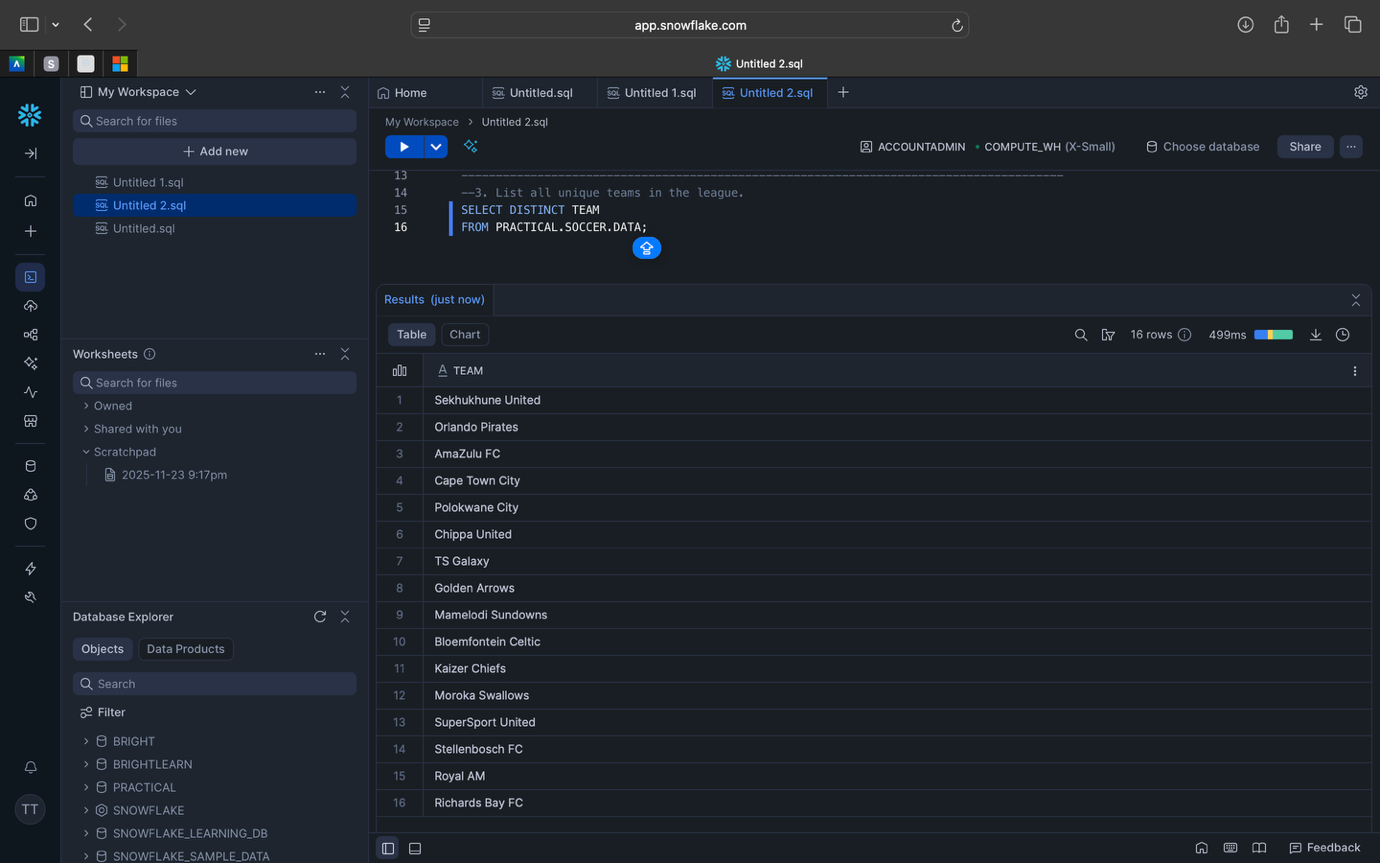 app.snowflake.com
S
Untitled 2.sql
My Workspace
Search for files
Add new
Untitled 1.sql
Untitled 2.sql
Untitled.sql
Worksheets
Search for files
Owned
Shared with you
Scratchpad
2025-11-23 9:17pm
Database Explorer
Objects Data Products
Search
Filter
BRIGHT
BRIGHTLEARN
PRACTICAL
SNOWFLAKE
SNOWFLAKE_LEARNING_DB
SNOWFLAKE_SAMPLE_DATA
TT
Home Untitled.sql Untitled 1.sql Untitled 2.sql
My Workspace > Untitled 2.sql
ACCOUNTADMIN COMPUTE_WH (X-Small) Choose database Share
13 ----------------------------------------------------------------------------------------
14 --3. List all unique teams in the league.
15 SELECT DISTINCT TEAM
16 FROM PRACTICAL.SOCCER.DATA;
Results (just now)
Table Chart 16 rows 499ms
A TEAM
1 Sekhukhune United
2 Orlando Pirates
3 AmaZulu FC
4 Cape Town City
5 Polokwane City
6 Chippa United
7 TS Galaxy
8 Golden Arrows
9 Mamelodi Sundowns
10 Bloemfontein Celtic
11 Kaizer Chiefs
12 Moroka Swallows
13 SuperSport United
14 Stellenbosch FC
15 Royal AM
16 Richards Bay FC
Feedback